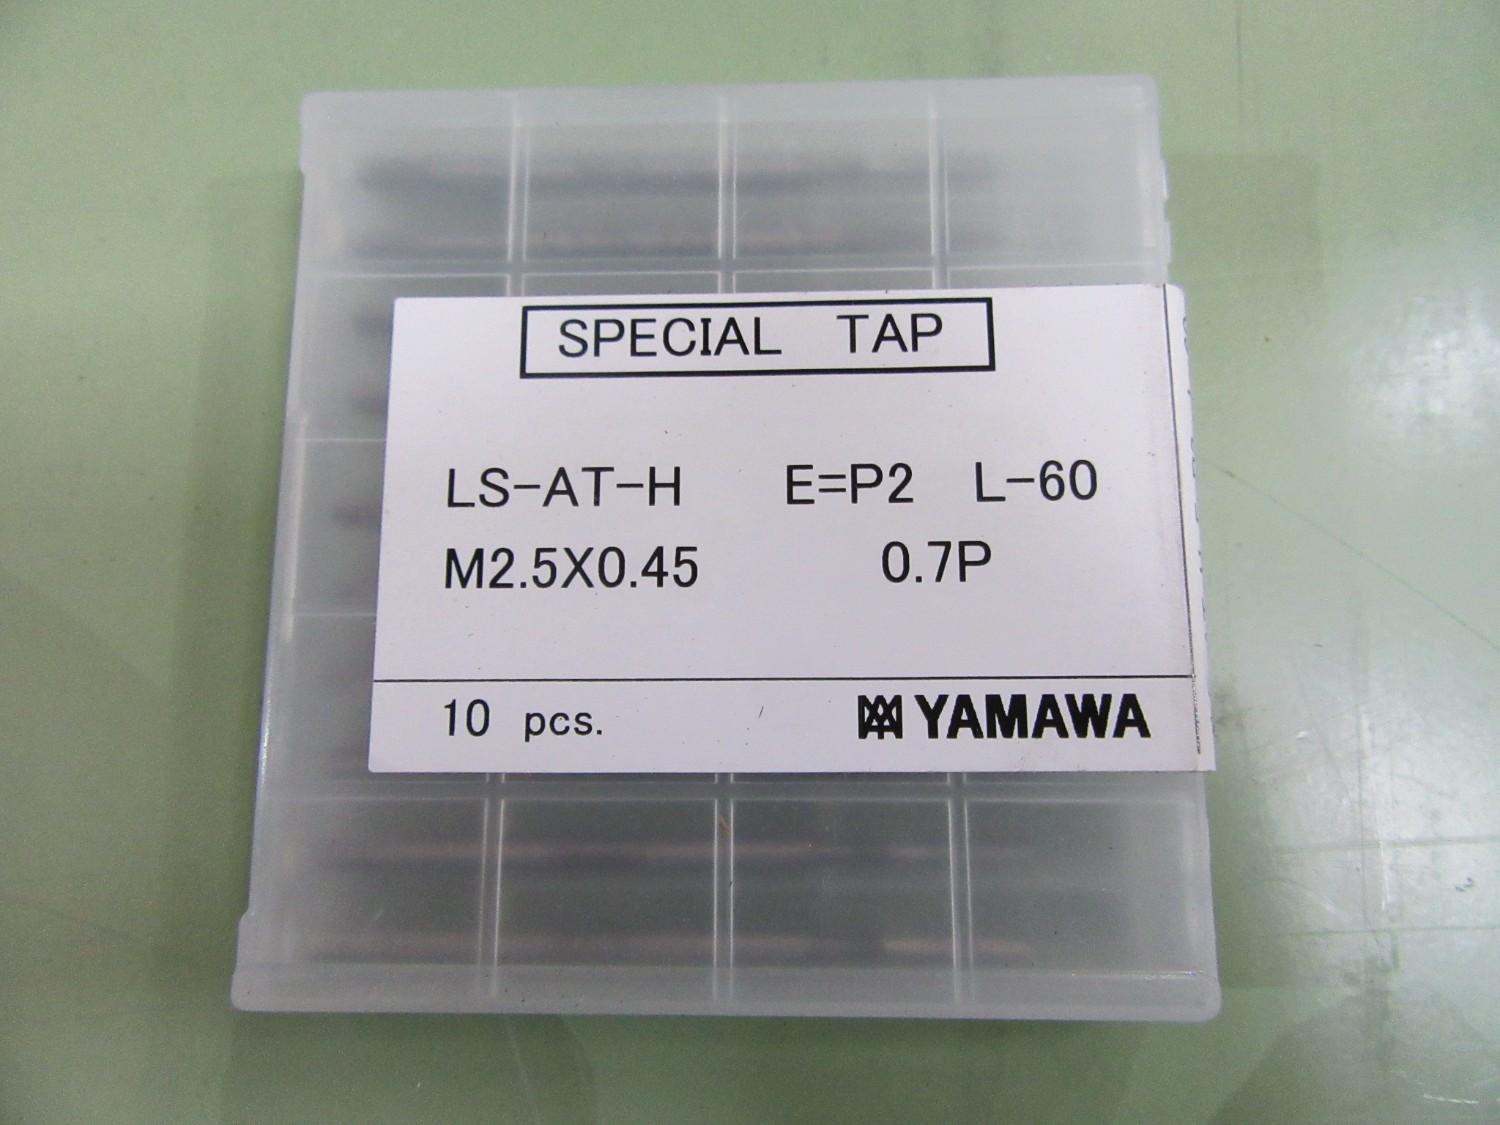 SPECIAL TAP
LS-AT-H E=P2 L-60
M2.5X0.45 0.7P
10 pcs. YAMAWA